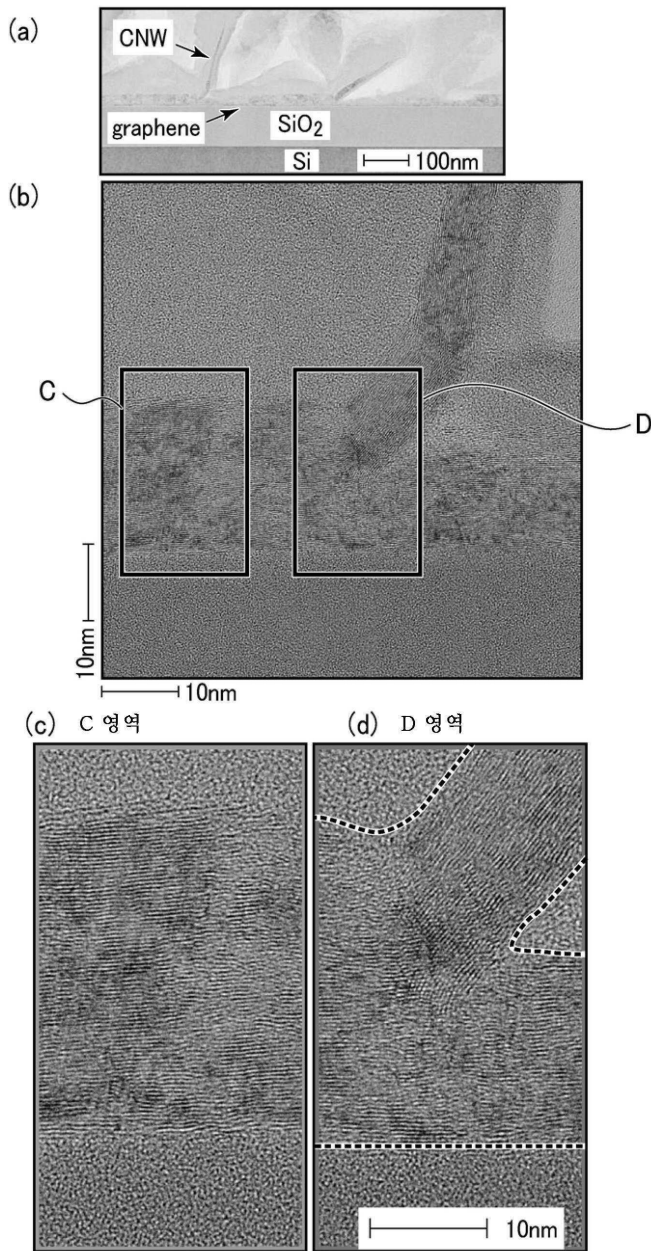 (a)
CNW
graphene
SiO₂
Si
100nm
(b)
C
D
10nm
10nm
(c) C 영역
(d) D 영역
10nm